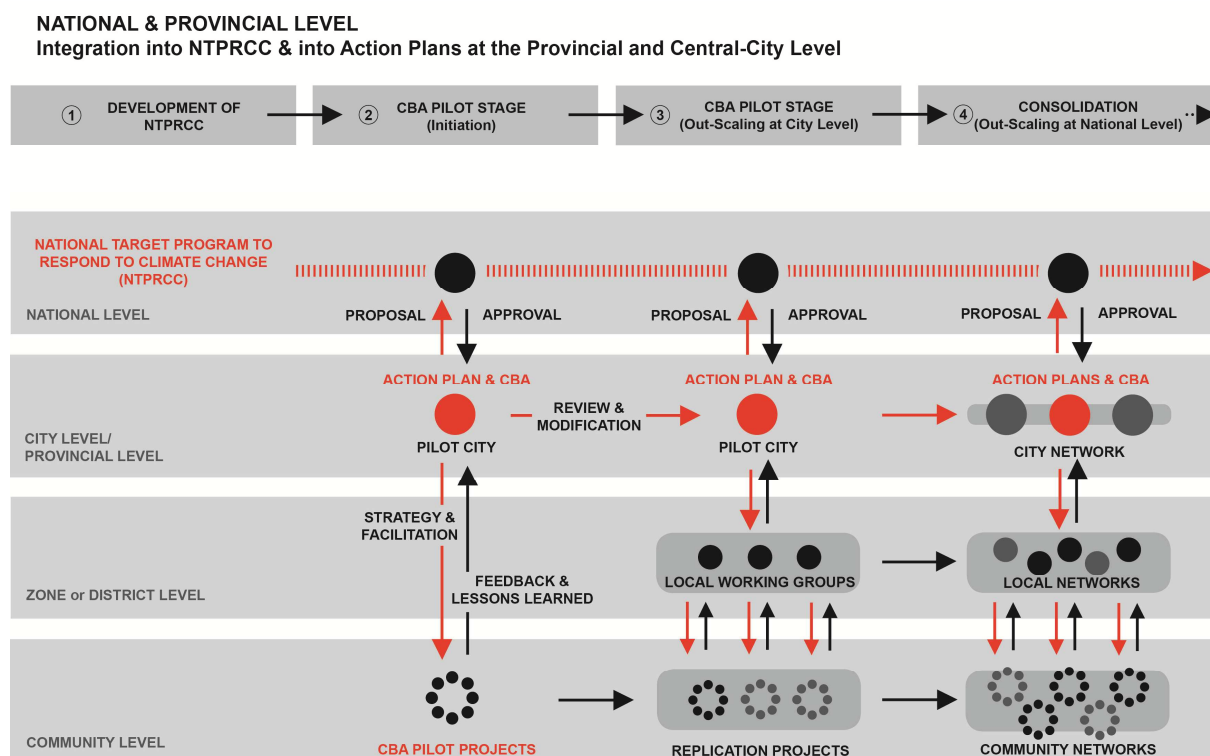 NATIONAL & PROVINCIAL LEVEL
Integration into NTPRCC & into Action Plans at the Provincial and Central-City Level
1 DEVELOPMENT OF
NTPRCC
2 CBA PILOT STAGE
(Initiation)
3 CBA PILOT STAGE
(Out-Scaling at City Level)
4 CONSOLIDATION
(Out-Scaling at National Level)
NATIONAL TARGET PROGRAM TO
RESPOND TO CLIMATE CHANGE
(NTPRCC)
NATIONAL LEVEL
PROPOSAL
APPROVAL
PROPOSAL
APPROVAL
PROPOSAL
APPROVAL
CITY LEVEL/
PROVINCIAL LEVEL
ACTION PLAN & CBA
PILOT CITY
REVIEW &
MODIFICATION
ACTION PLAN & CBA
PILOT CITY
ACTION PLANS & CBA
CITY NETWORK
ZONE or DISTRICT LEVEL
STRATEGY &
FACILITATION
FEEDBACK &
LESSONS LEARNED
LOCAL WORKING GROUPS
LOCAL NETWORKS
COMMUNITY LEVEL
CBA PILOT PROJECTS
REPLICATION PROJECTS
COMMUNITY NETWORKS